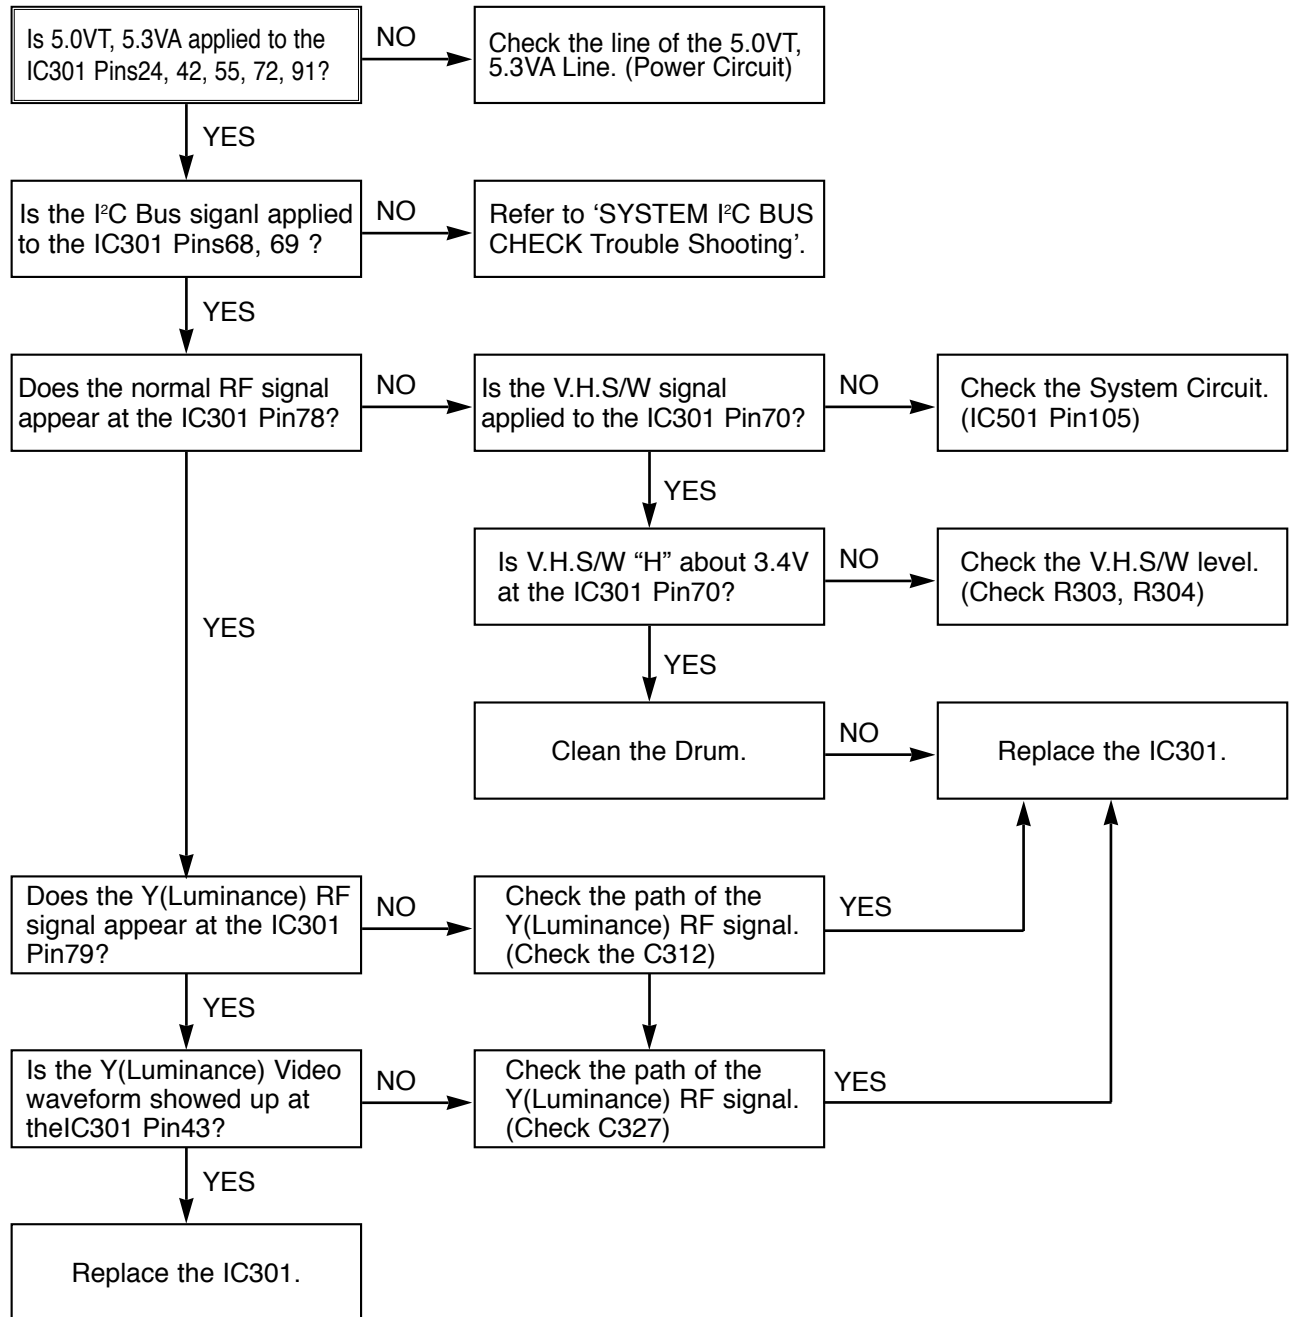 Is 5.0VT, 5.3VA applied to the
IC301 Pins24, 42, 55, 72, 91?
NO
Check the line of the 5.0VT,
5.3VA Line. (Power Circuit)
YES
Is the I²C Bus siganl applied
to the IC301 Pins68, 69 ?
NO
Refer to ‘SYSTEM I²C BUS
CHECK Trouble Shooting’.
YES
Does the normal RF signal
appear at the IC301 Pin78?
NO
Is the V.H.S/W signal
applied to the IC301 Pin70?
NO
Check the System Circuit.
(IC501 Pin105)
YES
Is V.H.S/W “H” about 3.4V
at the IC301 Pin70?
NO
Check the V.H.S/W level.
(Check R303, R304)
YES
YES
Clean the Drum.
NO
Replace the IC301.
Does the Y(Luminance) RF
signal appear at the IC301
Pin79?
NO
Check the path of the
Y(Luminance) RF signal.
(Check the C312)
YES
YES
Is the Y(Luminance) Video
waveform showed up at
theIC301 Pin43?
NO
Check the path of the
Y(Luminance) RF signal.
(Check C327)
YES
YES
Replace the IC301.